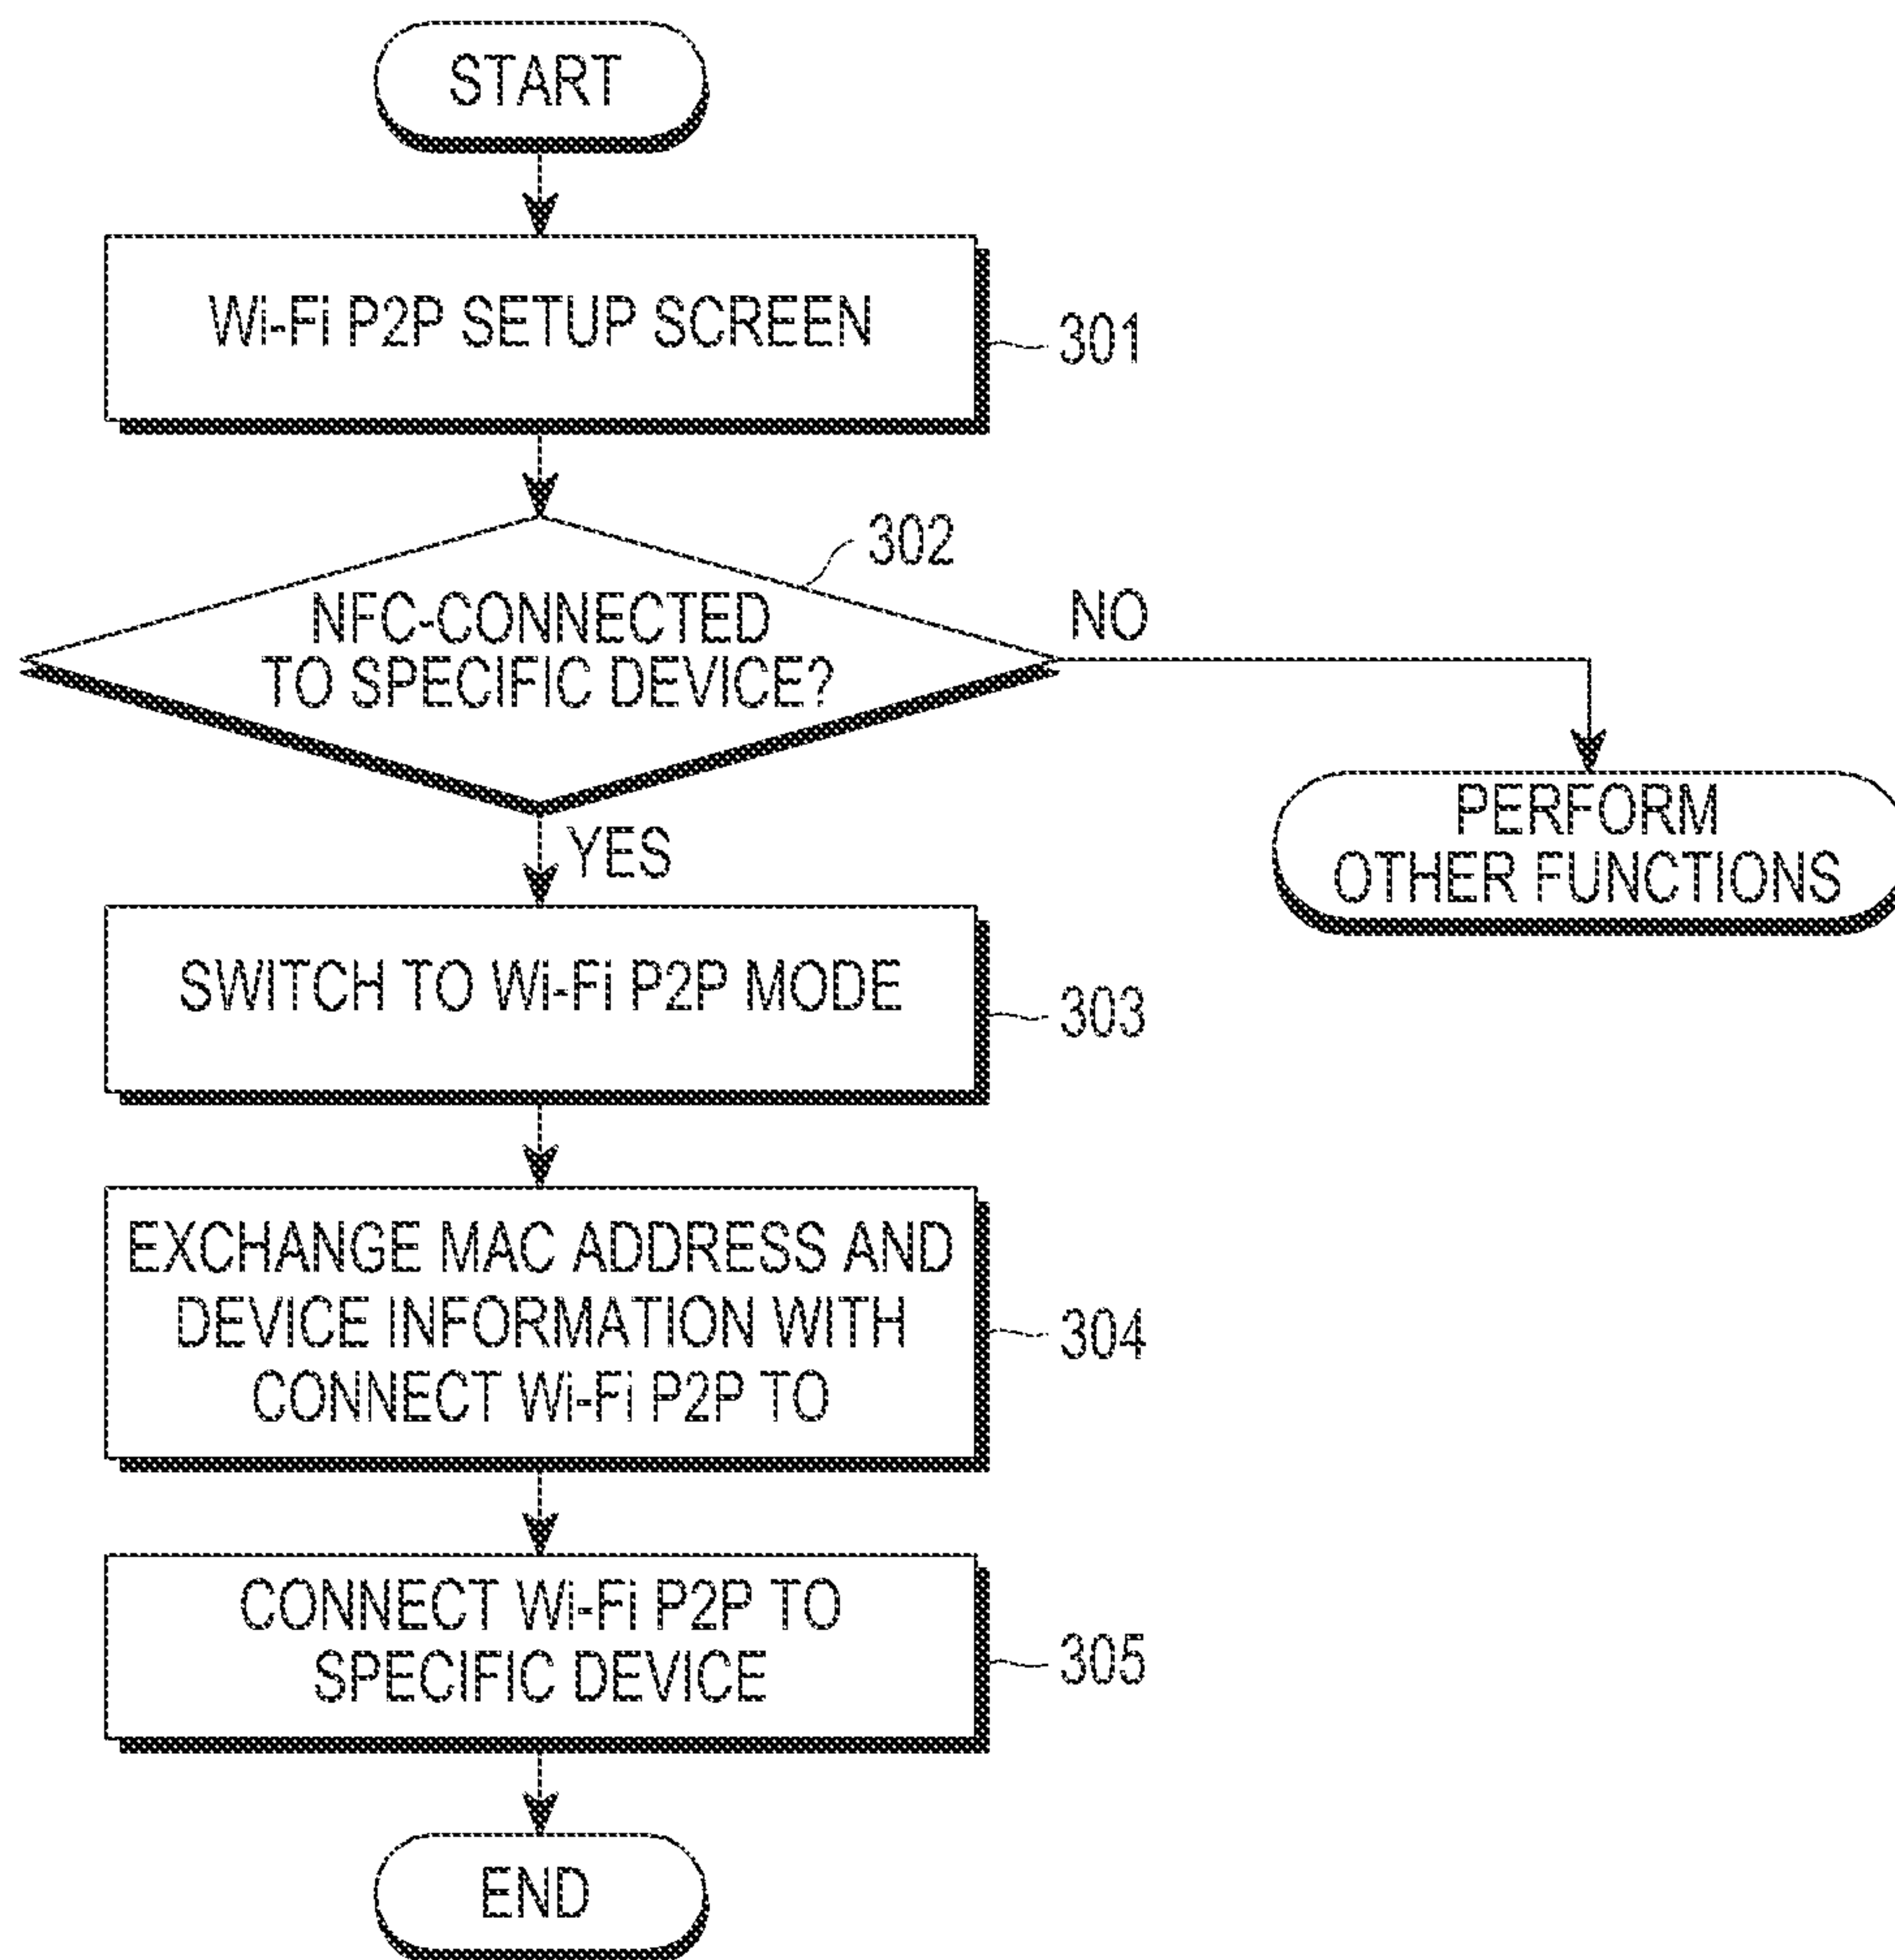 START
Wi-Fi P2P SETUP SCREEN
301
302
NFC-CONNECTED
TO SPECIFIC DEVICE?
NO
PERFORM
OTHER FUNCTIONS
YES
SWITCH TO Wi-Fi P2P MODE
303
EXCHANGE MAC ADDRESS AND
DEVICE INFORMATION WITH
CONNECT Wi-Fi P2P TO
304
CONNECT Wi-Fi P2P TO
SPECIFIC DEVICE
305
END